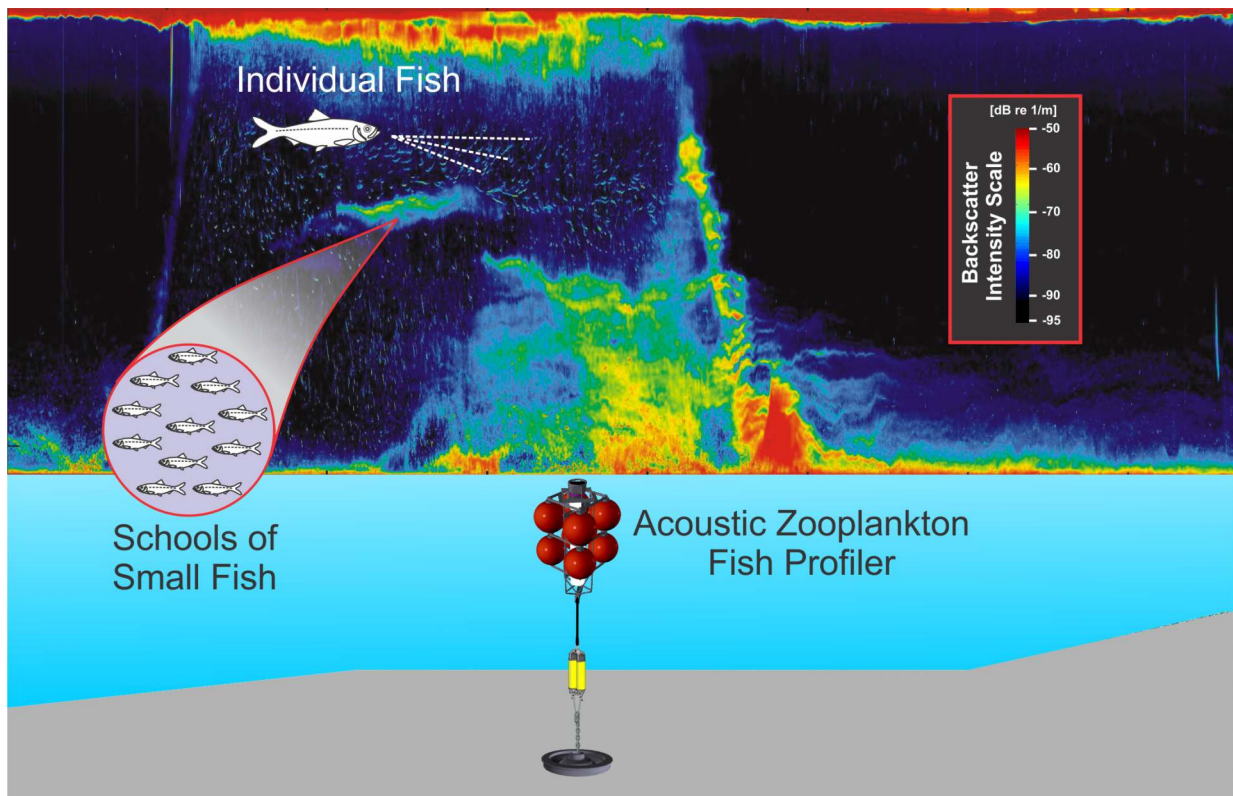 Individual Fish
[dB re 1/m]
-50
-60
-70
-80
-90
-95
Backscatter
Intensity Scale
Schools of
Small Fish
Acoustic Zooplankton
Fish Profiler